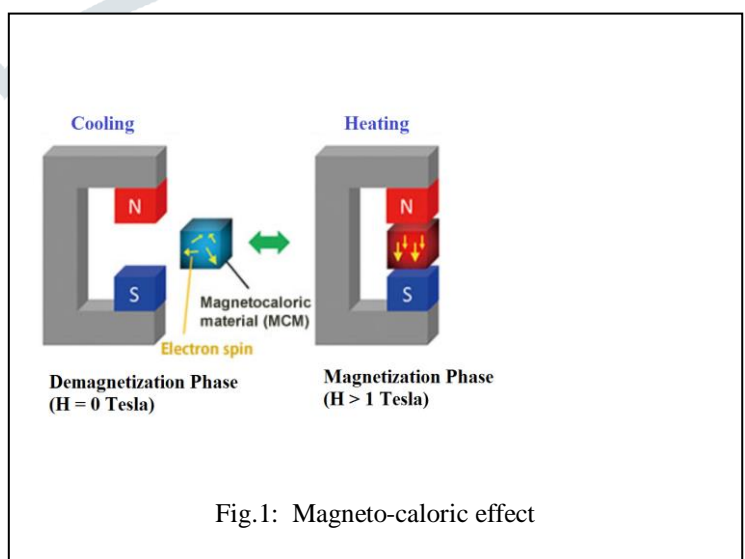 Cooling
Heating
N
N
S
S
Magnetocaloric
material (MCM)
Electron spin
Demagnetization Phase
(H = 0 Tesla)
Magnetization Phase
(H > 1 Tesla)
Fig.1: Magneto-caloric effect